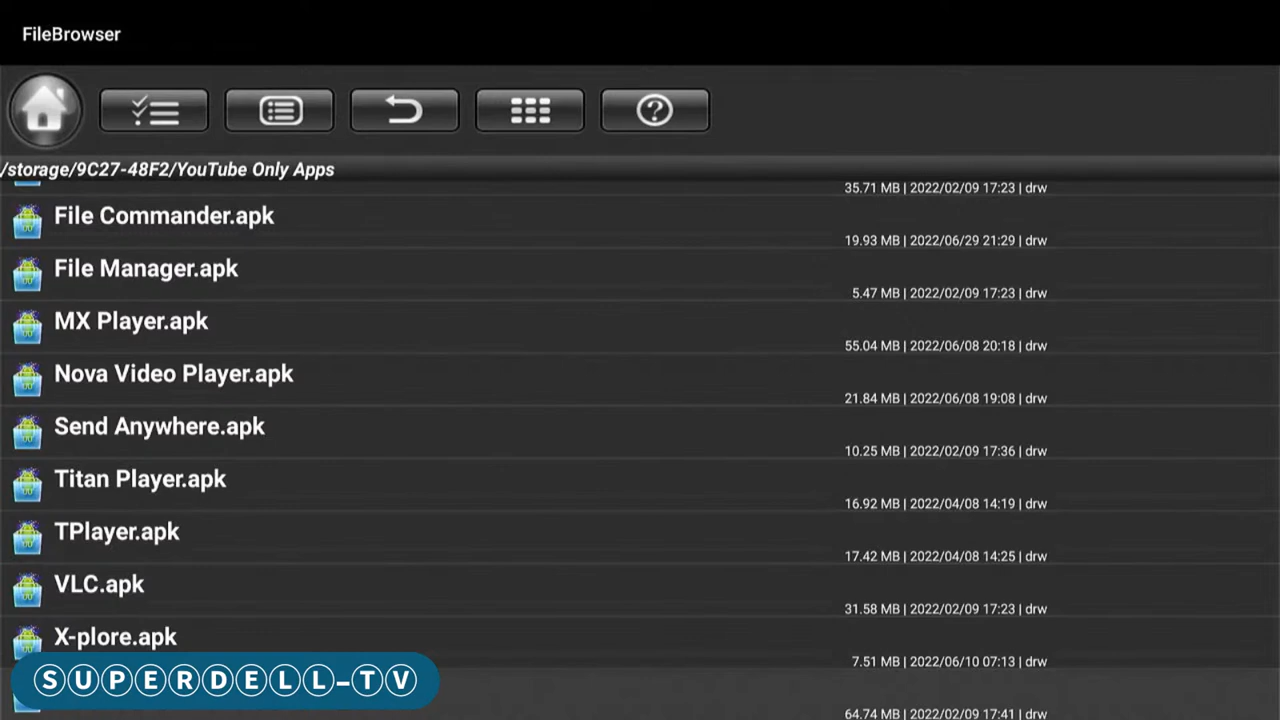 FileBrowser
/storage/9C27-48F2/YouTube Only Apps
35.71 MB | 2022/02/09 17:23 | drw
File Commander.apk
19.93 MB | 2022/06/29 21:29 | drw
File Manager.apk
5.47 MB | 2022/02/09 17:23 | drw
MX Player.apk
55.04 MB | 2022/06/08 20:18 | drw
Nova Video Player.apk
21.84 MB | 2022/06/08 19:08 | drw
Send Anywhere.apk
10.25 MB | 2022/02/09 17:36 | drw
Titan Player.apk
16.92 MB | 2022/04/08 14:19 | drw
TPlayer.apk
17.42 MB | 2022/04/08 14:25 | drw
VLC.apk
31.58 MB | 2022/02/09 17:23 | drw
X-plore.apk
7.51 MB | 2022/06/10 07:13 | drw
SUPERDELL-TV
64.74 MB | 2022/02/09 17:41 | drw